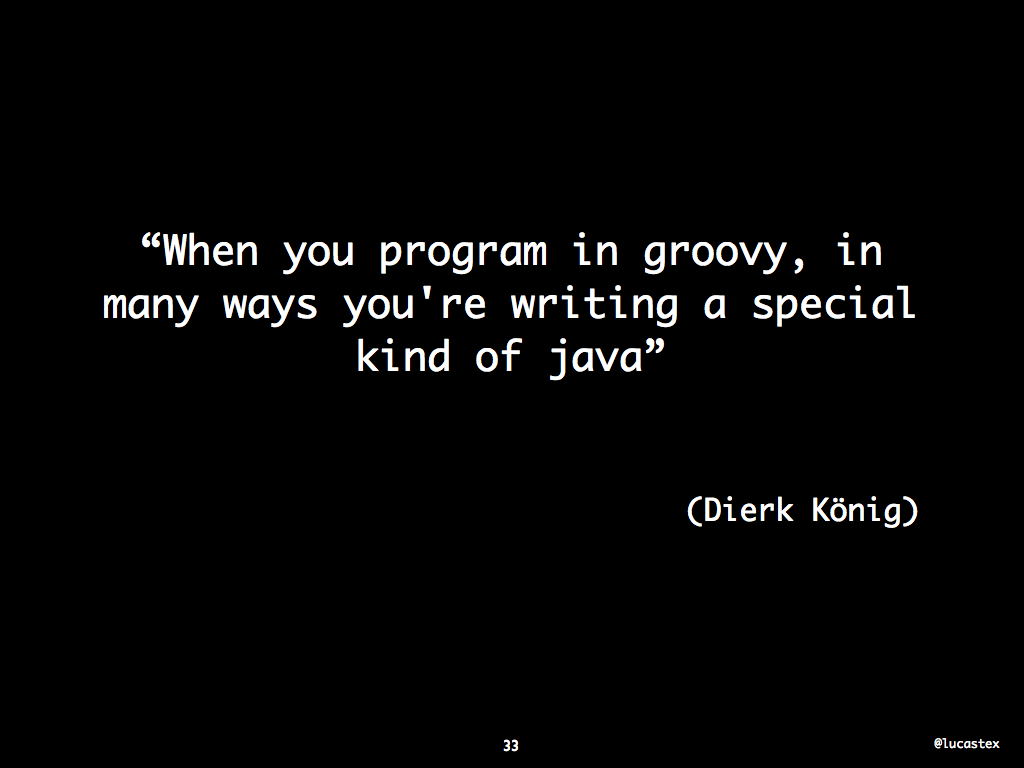 “When you program in groovy, in
many ways you're writing a special
kind of java”
(Dierk König)
33
@lucastex